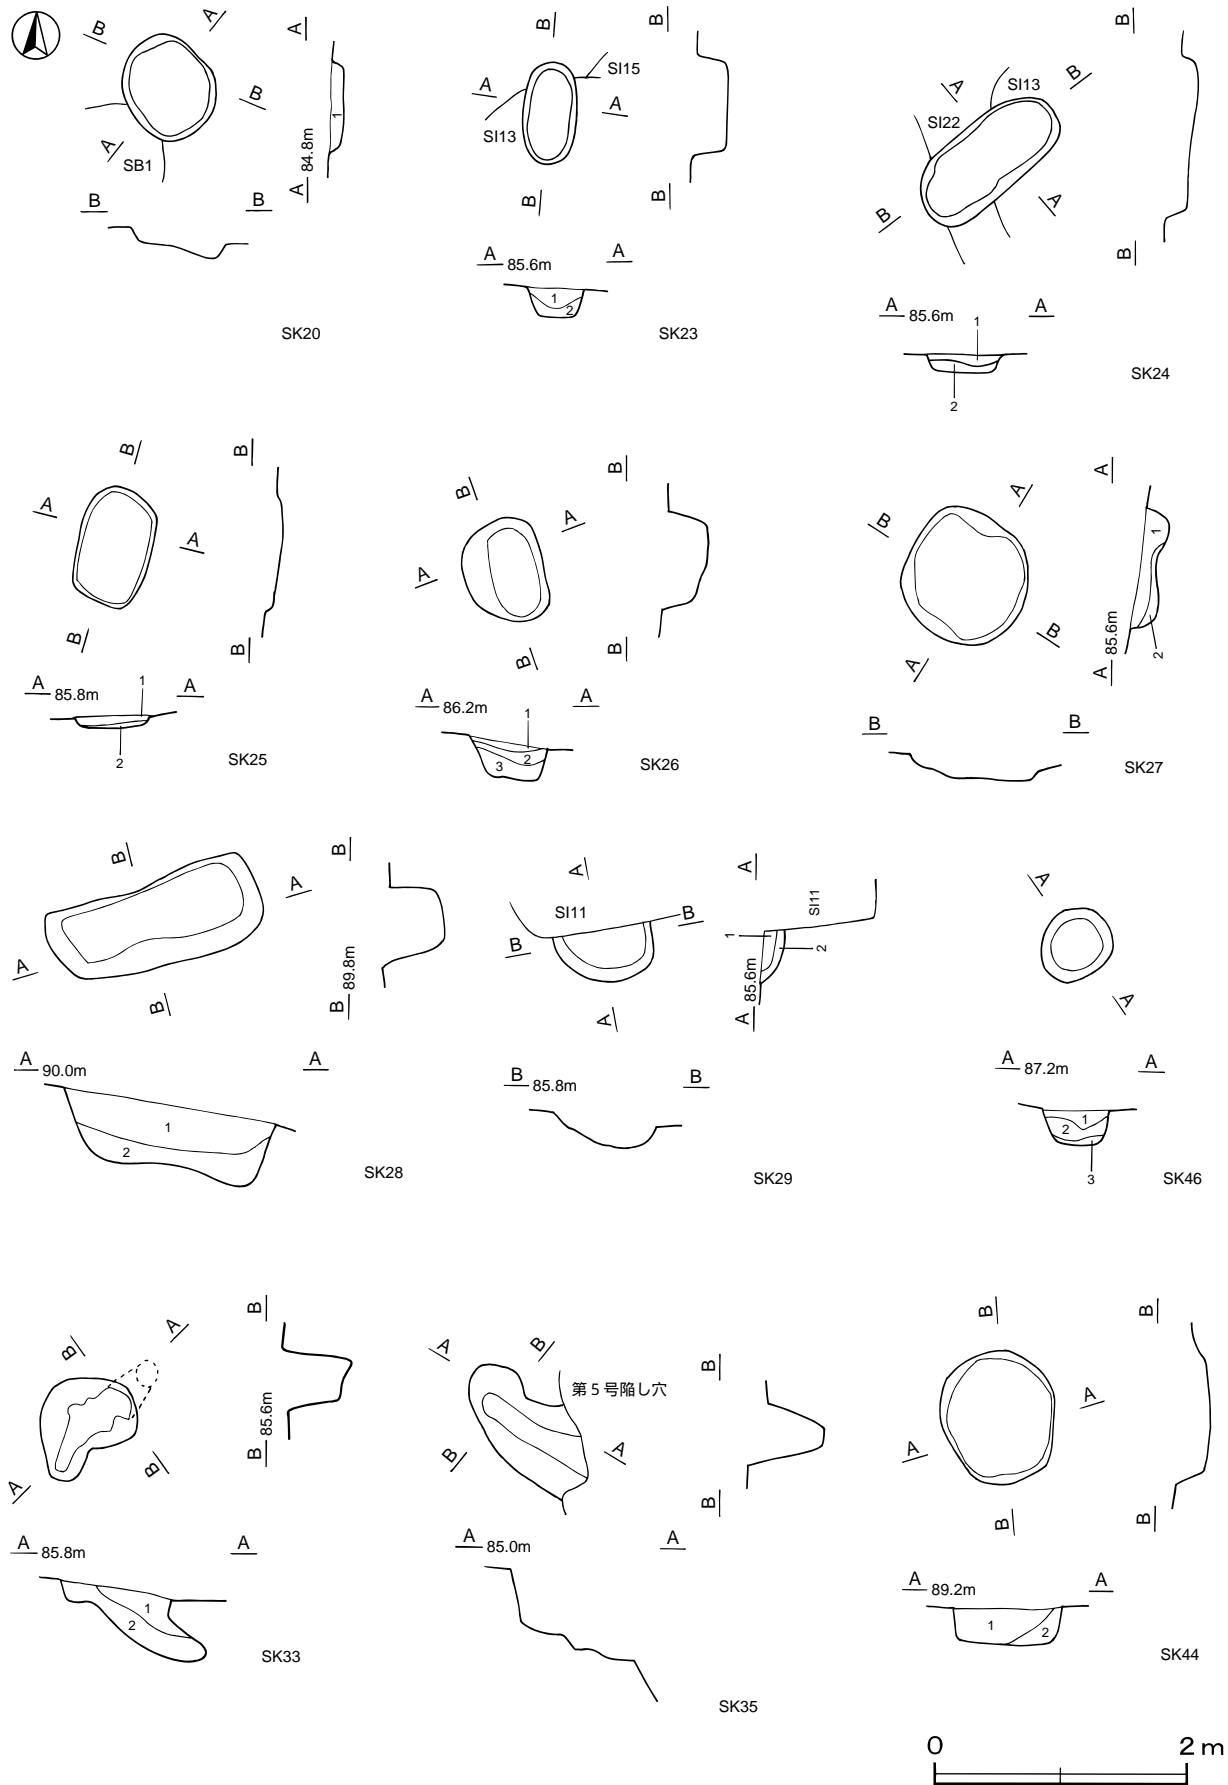 A
B
A
B
A
B
A
84.8m
1
SB1
B
B
SK20
B
B
SI15
A
A
SI13
B
B
A
85.6m
A
1
2
SK23
B
A
SI13
B
SI22
B
A
B
A
85.6m
A
1
2
SK24
B
B
A
A
B
B
A
85.8m
A
1
2
SK25
B
B
A
A
B
B
A
86.2m
A
1
2
3
SK26
A
A
B
B
A
A
85.6m
1
2
B
B
SK27
B
B
A
A
B
B
89.8m
A
90.0m
A
1
2
SK28
A
A
SI11
SI11
B
B
1
2
A
A
85.6m
B
85.8m
B
SK29
A
A
A
87.2m
A
1
2
3
SK46
B
A
B
A
B
B
85.6m
A
85.8m
A
1
2
SK33
A
B
B
第5号陥し穴
B
A
B
A
85.0m
A
SK35
B
B
A
A
B
B
A
89.2m
A
1
2
SK44
0
2 m